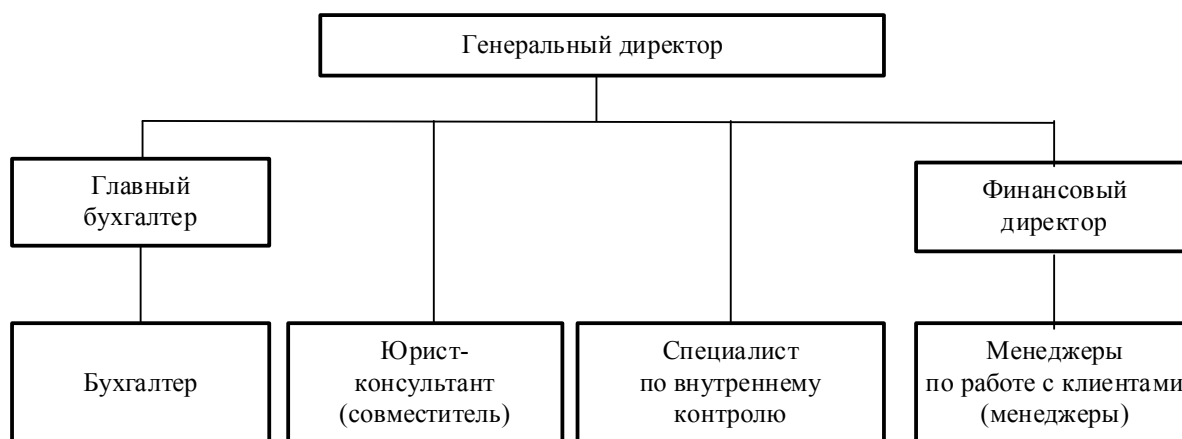 Генеральный директор
Главный
бухгалтер
Финансовый
директор
Бухгалтер
Юрист-
консультант
(совместитель)
Специалист
по внутреннему
контролю
Менеджеры
по работе с клиентами
(менеджеры)